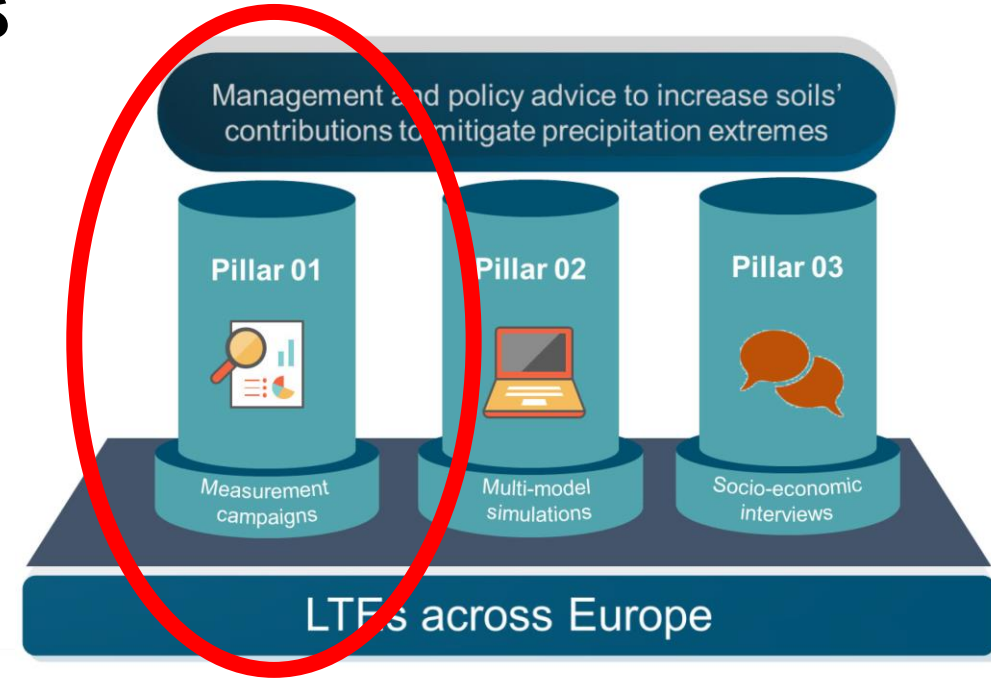 Management and policy advice to increase soils'
contributions to mitigate precipitation extremes
Pillar 01
Pillar 02
Pillar 03
Measurement
campaigns
Multi-model
simulations
Socio-economic
interviews
LTEs across Europe